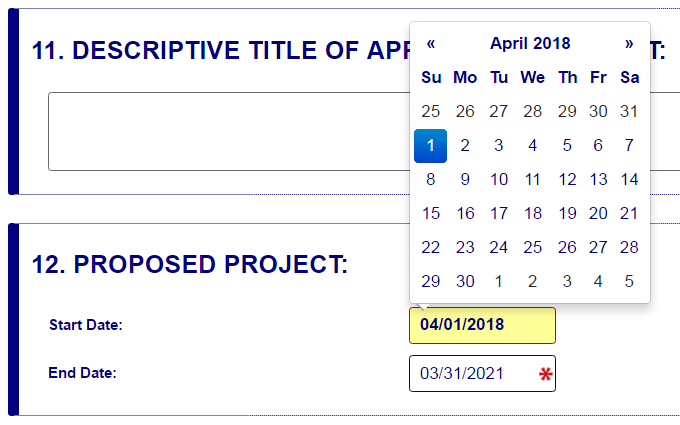 11. DESCRIPTIVE TITLE OF AP T:
« April 2018 »
Su Mo Tu We Th Fr Sa
25 26 27 28 29 30 31
1 2 3 4 5 6 7
8 9 10 11 12 13 14
15 16 17 18 19 20 21
22 23 24 25 26 27 28
29 30 1 2 3 4 5
12. PROPOSED PROJECT:
Start Date: 04/01/2018
End Date: 03/31/2021 *